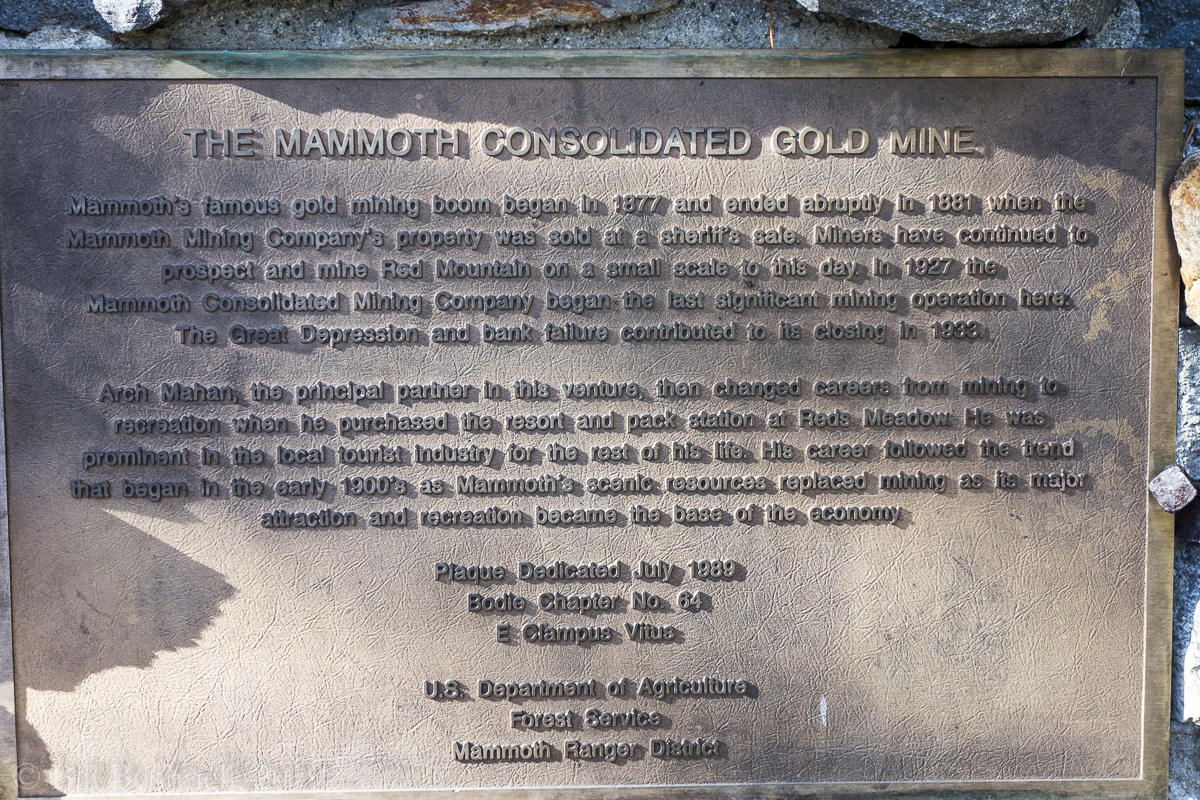 THE MAMMOTH CONSOLIDATED GOLD MINE
Mammoth's famous gold mining boom began in 1877 and ended abruptly in 1881 when the
Mammoth Mining Company's property was sold at a sheriff's sale. Miners have continued to
prospect and mine Red Mountain on a small scale to this day. In 1927 the
Mammoth Consolidated Mining Company began the last significant mining operation here.
The Great Depression and bank failure contributed to its closing in 1933.
Arch Mahan, the principal partner in this venture, then changed careers from mining to
recreation when he purchased the resort and pack station at Reds Meadow. He was
prominent in the local tourist industry for the rest of his life. His career followed the trend
that began in the early 1900's as Mammoth's scenic resources replaced mining as its major
attraction and recreation became the base of the economy.
Plaque Dedicated July 1989
Bodie Chapter No. 64
E Clampus Vitus
U.S. Department of Agriculture
Forest Service
Mammoth Ranger District